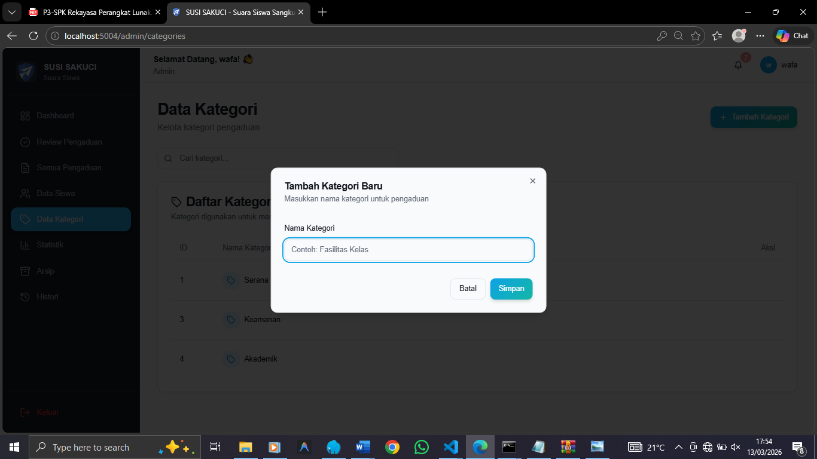 P3-SPK Rekayasa Perangkat Lunak
SUSI SAKUCI - Suara Siswa Sangku
localhost:5004/admin/categories
Chat
SUSI SAKUCI
Suara Siswa
Selamat Datang, wafa!
Admin
wafa
Dashboard
Review Pengaduan
Semua Pengaduan
Data Siswa
Data Kategori
Statistik
Arsip
Histori
Keluar
Data Kategori
Kelola kategori pengaduan
Tambah Kategori
Cari kategori...
Daftar Kategor
Kategori digunakan untuk
ID
Nama Kategor
Aksi
1
Sarana
3
Keamanan
4
Akademik
Tambah Kategori Baru
Masukkan nama kategori untuk pengaduan
Nama Kategori
Contoh: Fasilitas Kelas
Batal
Simpan
Type here to search
21°C
17:54
13/03/2026